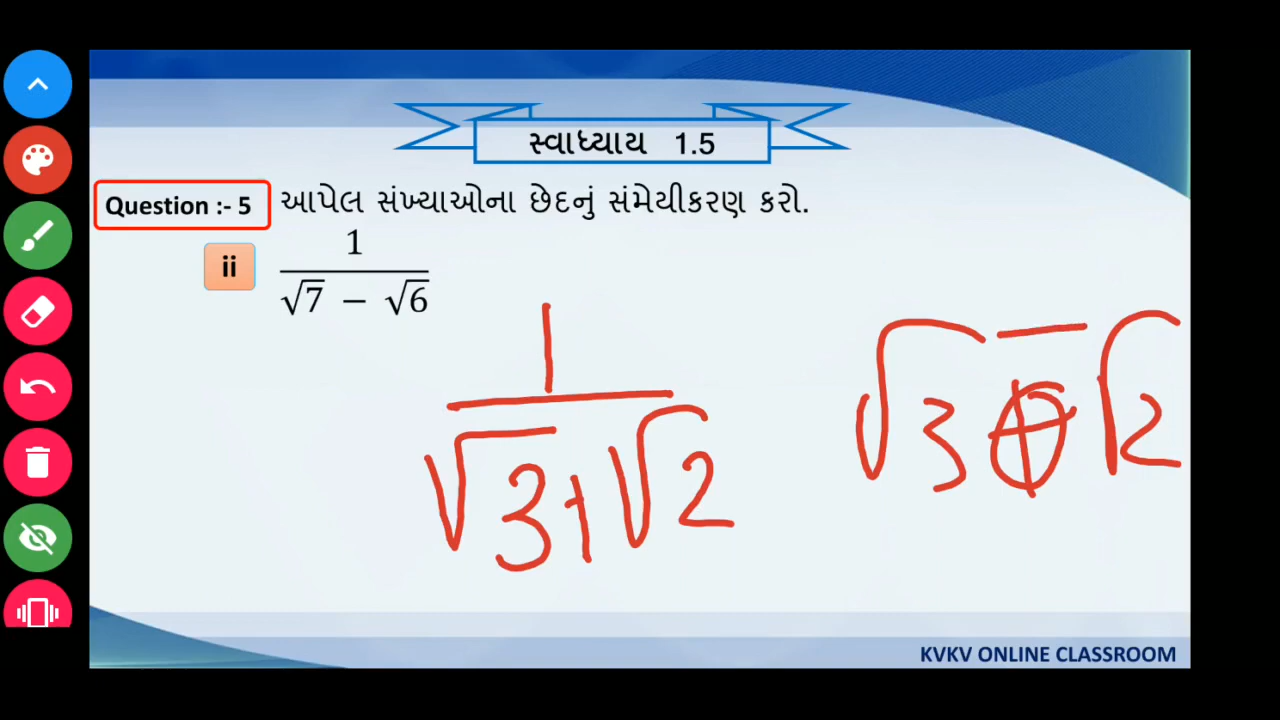 સ્વાધ્યાય 1.5
Question :- 5 આપેલ સંખ્યાઓના છેદનું સંમેયીકરણ કરો.
ii 1 / (√7 − √6)
1 / (√3 + √2)
√3 + √2
KVKV ONLINE CLASSROOM